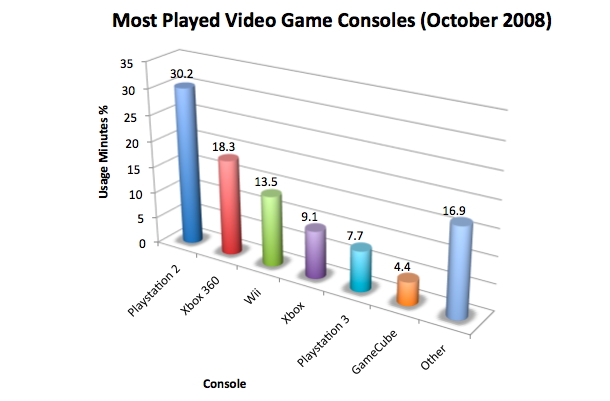 Most Played Video Game Consoles (October 2008)
Usage Minutes %
35
30
25
20
15
10
5
0
30.2
18.3
13.5
9.1
7.7
4.4
16.9
Playstation 2
Xbox 360
Wii
Xbox
Playstation 3
GameCube
Other
Console